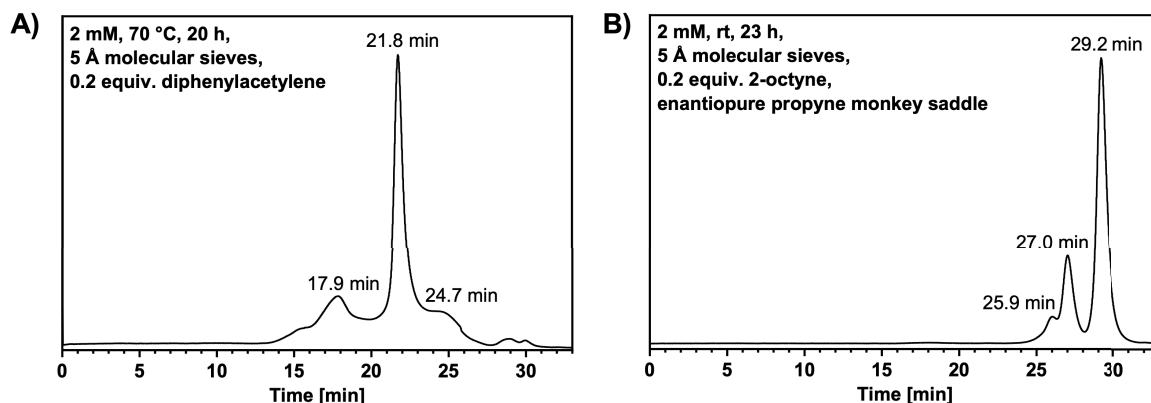 A)
2 mM, 70 °C, 20 h,
5 Å molecular sieves,
0.2 equiv. diphenylacetylene
21.8 min
17.9 min
24.7 min
0 5 10 15 20 25 30
Time [min]
B)
2 mM, rt, 23 h,
5 Å molecular sieves,
0.2 equiv. 2-octyne,
enantiopure propyne monkey saddle
29.2 min
27.0 min
25.9 min
0 5 10 15 20 25 30
Time [min]